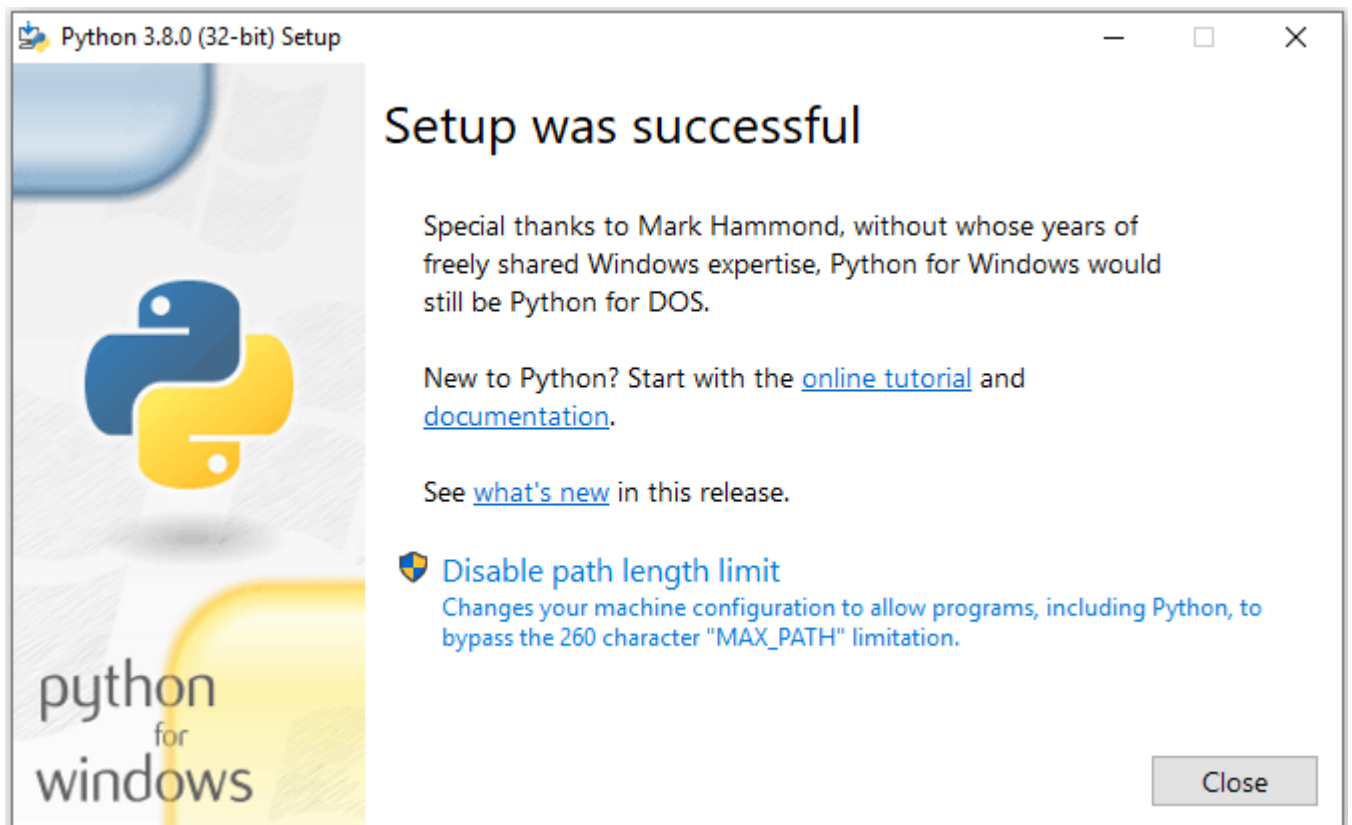 Python 3.8.0 (32-bit) Setup
Setup was successful
Special thanks to Mark Hammond, without whose years of
freely shared Windows expertise, Python for Windows would
still be Python for DOS.
New to Python? Start with the online tutorial and
documentation.
See what's new in this release.
Disable path length limit
Changes your machine configuration to allow programs, including Python, to
bypass the 260 character "MAX_PATH" limitation.
python
for
windows
Close